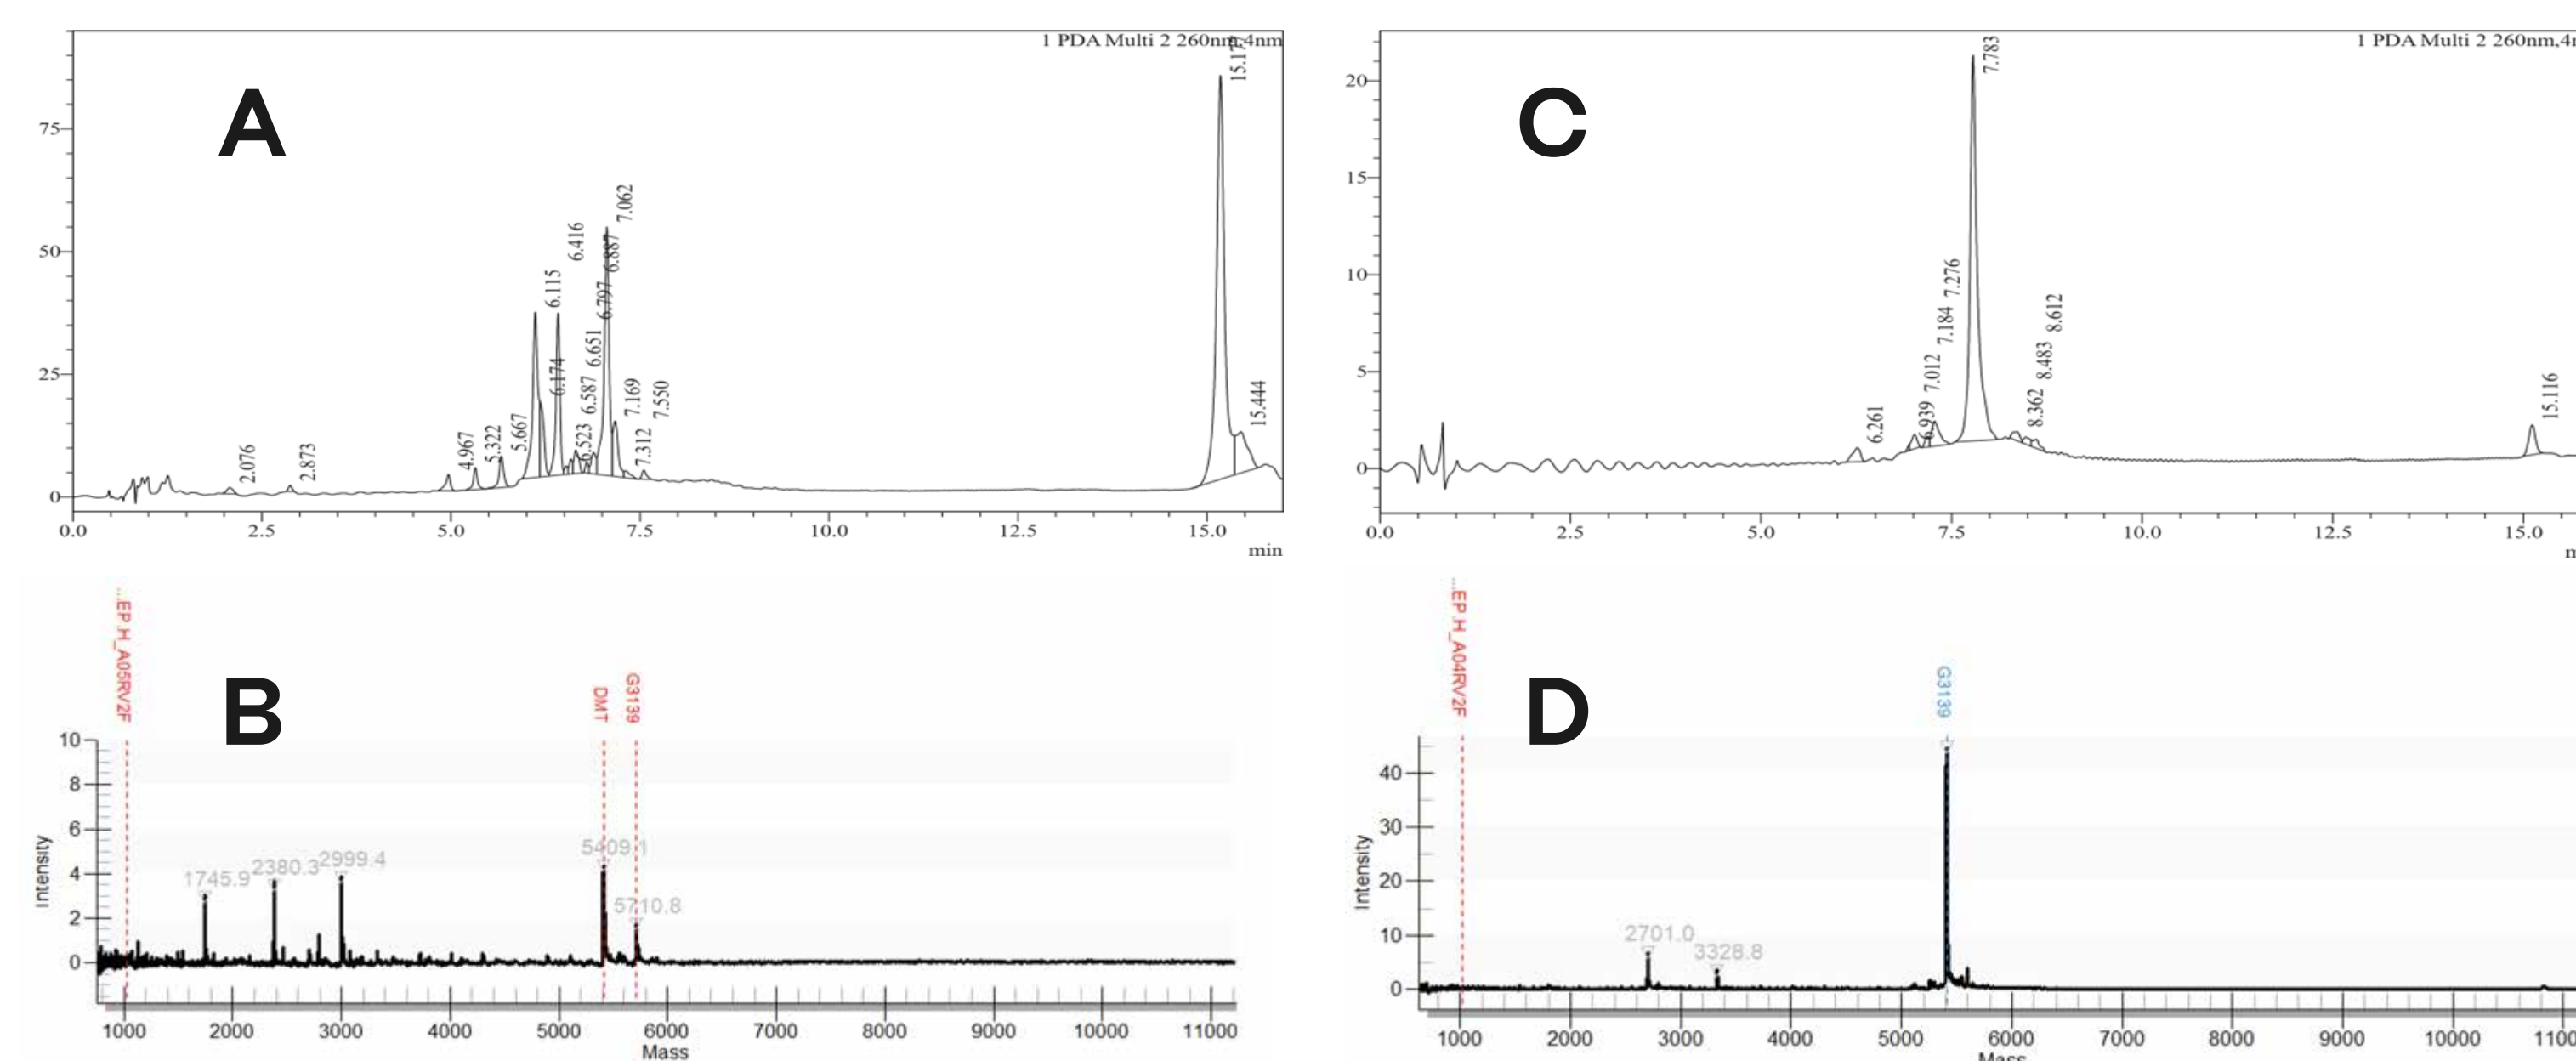 1 PDA Multi 2 260nm,4nm
A
75
50
25
0
2.076
2.873
4.967
5.322
5.667
6.115
6.174
6.416
6.523
6.587
6.651
6.797
6.887
7.062
7.169
7.312
7.550
15.177
15.444
0.0 2.5 5.0 7.5 10.0 12.5 15.0
min
1 PDA Multi 2 260nm,4n
C
20
15
10
5
0
6.261
6.939
7.012
7.184
7.276
7.783
8.362
8.483
8.612
15.116
0.0 2.5 5.0 7.5 10.0 12.5 15.0
m
B
...EP.H_A05RV2F
DMT
G3139
10
8
6
4
2
0
Intensity
1745.9
2380.3
2999.4
5409.1
5710.8
1000 2000 3000 4000 5000 6000 7000 8000 9000 10000 11000
Mass
D
...EP.H_A04RV2F
G3139
40
30
20
10
0
Intensity
2701.0
3328.8
1000 2000 3000 4000 5000 6000 7000 8000 9000 10000 1100
Mass